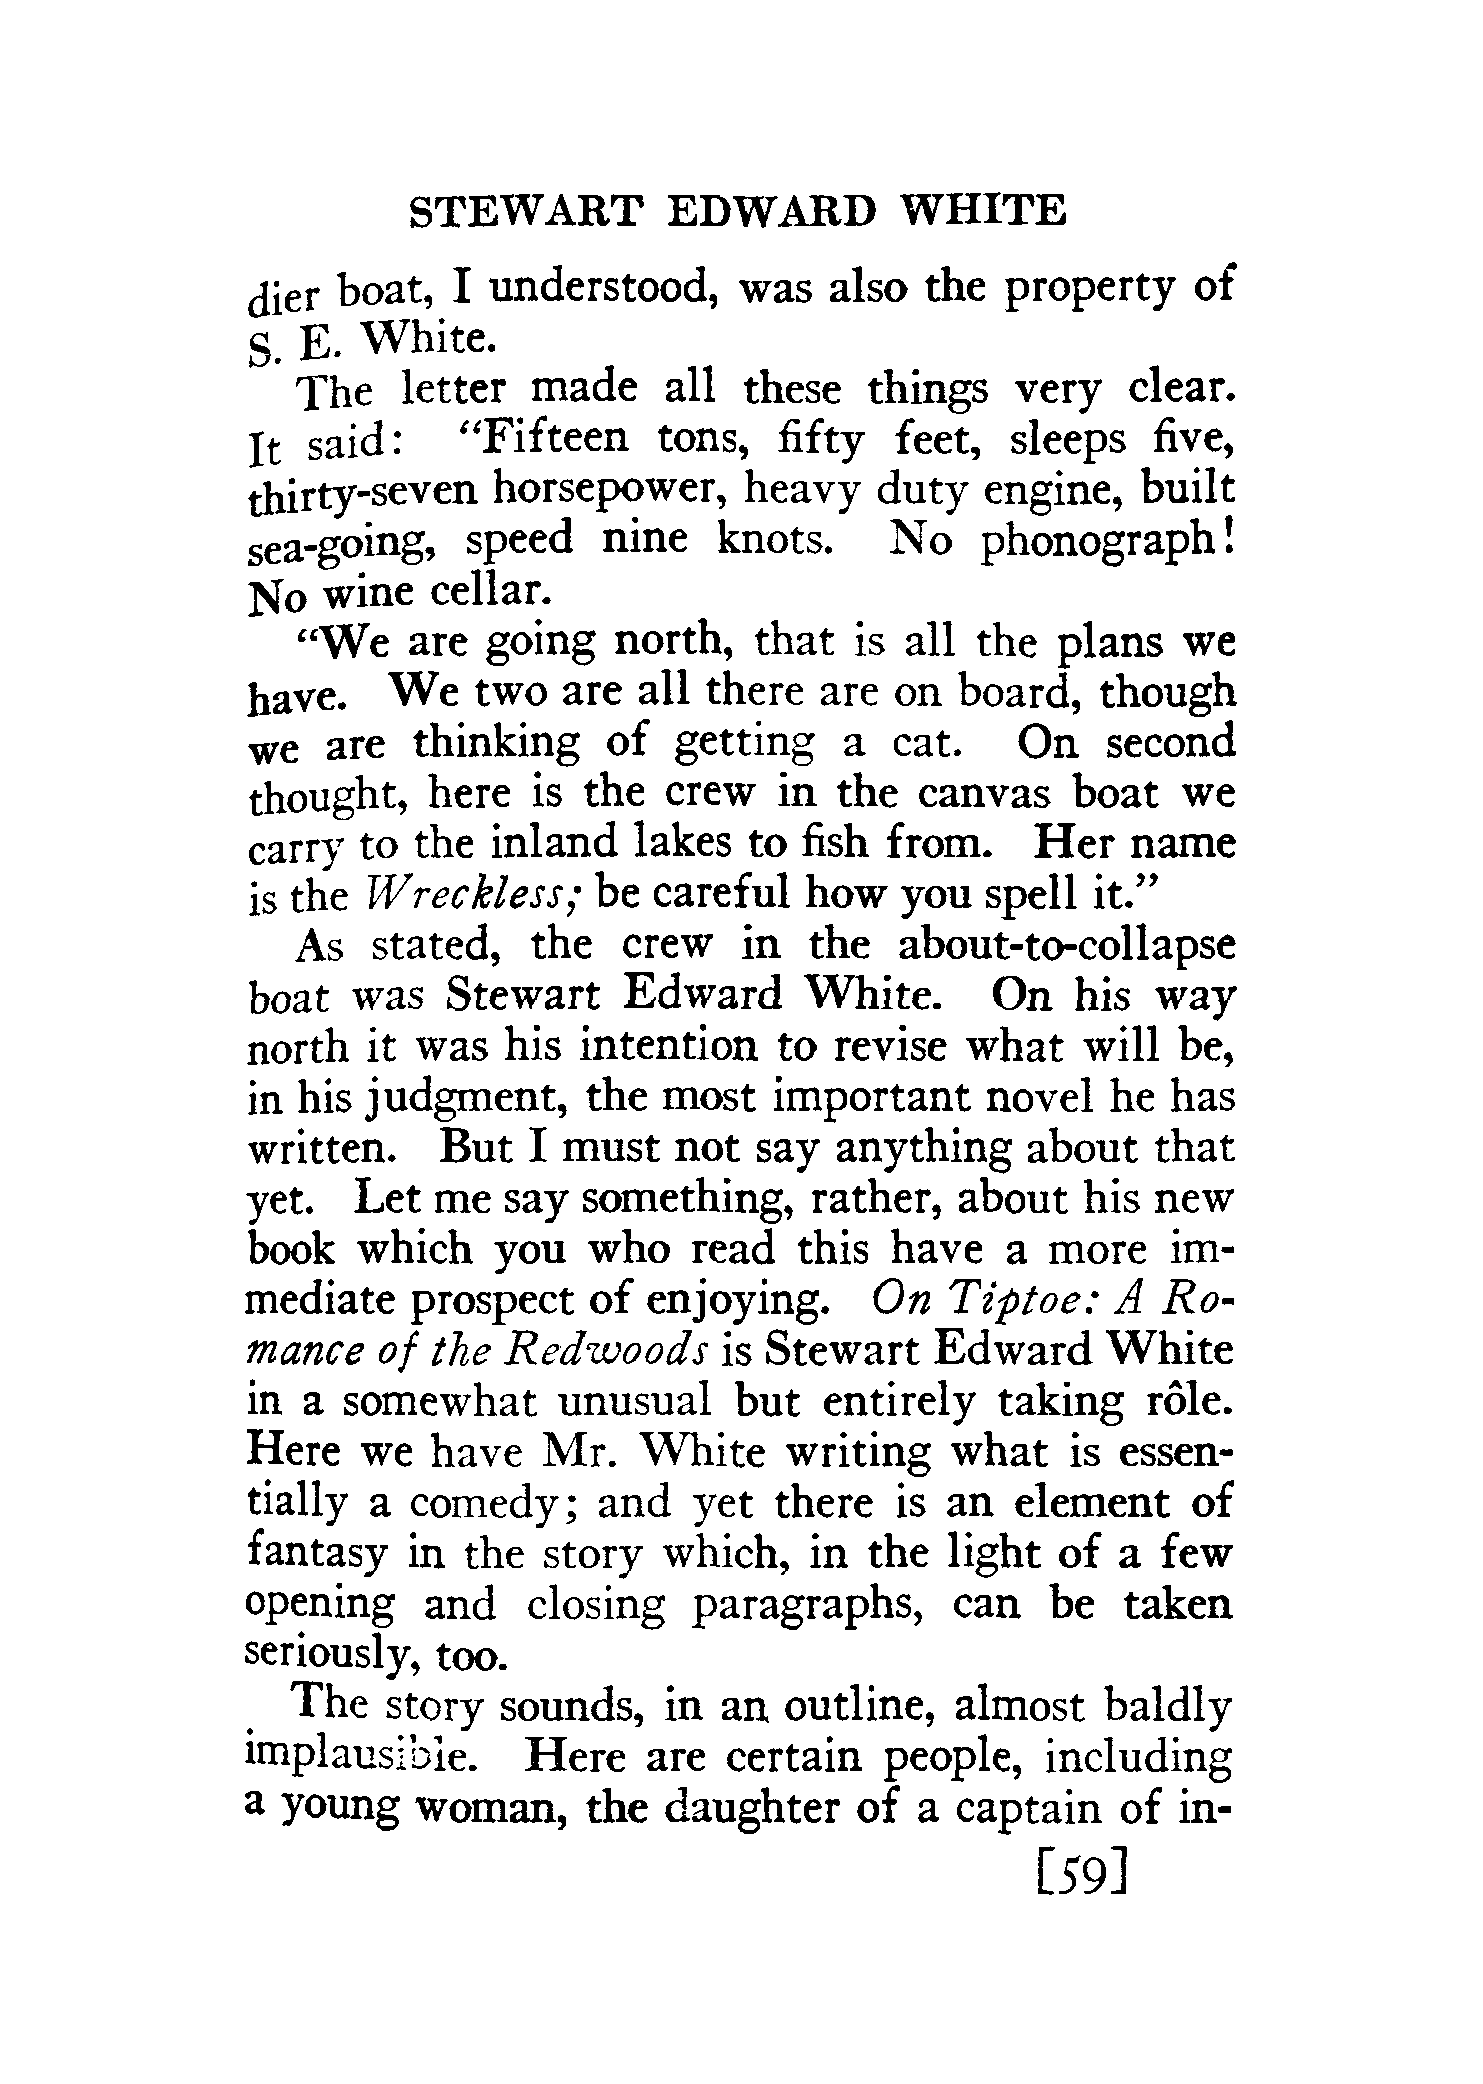 STEWART EDWARD WHITE
dier boat, I understood, was also the property of
S. E. White.
The letter made all these things very clear.
It said: "Fifteen tons, fifty feet, sleeps five,
thirty-seven horsepower, heavy duty engine, built
sea-going, speed nine knots. No phonograph!
No wine cellar.
"We are going north, that is all the plans we
have. We two are all there are on board, though
we are thinking of getting a cat. On second
thought, here is the crew in the canvas boat we
carry to the inland lakes to fish from. Her name
is the Wreckless; be careful how you spell it."
As stated, the crew in the about-to-collapse
boat was Stewart Edward White. On his way
north it was his intention to revise what will be,
in his judgment, the most important novel he has
written. But I must not say anything about that
yet. Let me say something, rather, about his new
book which you who read this have a more im-
mediate prospect of enjoying. On Tiptoe: A Ro-
mance of the Redwoods is Stewart Edward White
in a somewhat unusual but entirely taking rôle.
Here we have Mr. White writing what is essen-
tially a comedy; and yet there is an element of
fantasy in the story which, in the light of a few
opening and closing paragraphs, can be taken
seriously, too.
The story sounds, in an outline, almost baldly
implausible. Here are certain people, including
a young woman, the daughter of a captain of in-
[59]